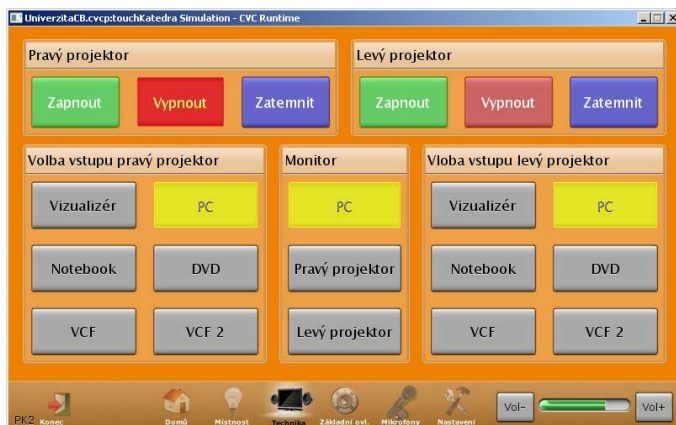 UniverzitaCB.cvcp:touchKatedra Simulation - CVC Runtime
Pravý projektor
Levý projektor
Zapnout Vypnout Zatemnit
Zapnout Vypnout Zatemnit
Volba vstupu pravý projektor
Monitor
Vloba vstupu levý projektor
Vizualizér PC
PC
Vizualizér PC
Notebook DVD
Pravý projektor
Notebook DVD
VCF VCF 2
Levý projektor
VCF VCF 2
PK2 Konec Domů Místnost Technika Základní ovl. Mikrofony Nastavení Vol- Vol+